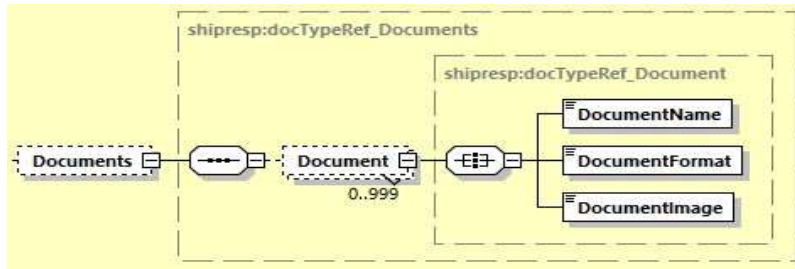 shipresp:docTypeRef_Documents
shipresp:docTypeRef_Document
DocumentName
Documents
Document
DocumentFormat
0..999
DocumentImage